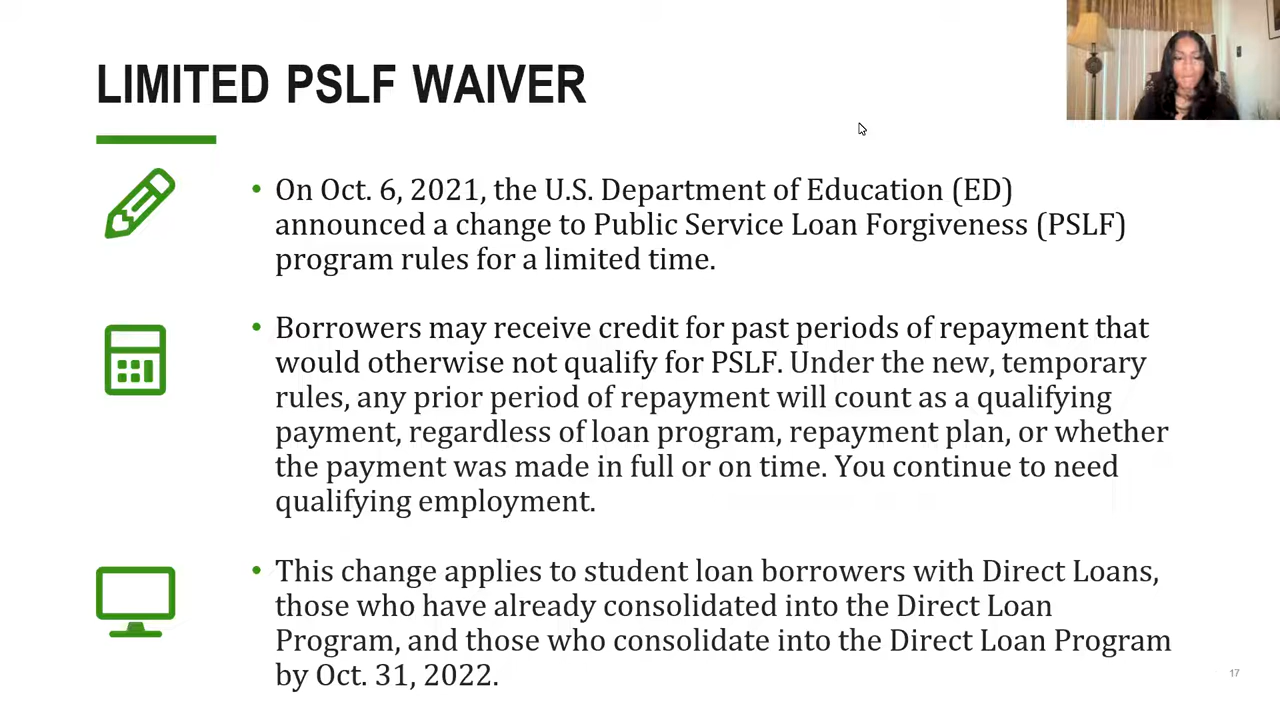 LIMITED PSLF WAIVER
• On Oct. 6, 2021, the U.S. Department of Education (ED)
announced a change to Public Service Loan Forgiveness (PSLF)
program rules for a limited time.
• Borrowers may receive credit for past periods of repayment that
would otherwise not qualify for PSLF. Under the new, temporary
rules, any prior period of repayment will count as a qualifying
payment, regardless of loan program, repayment plan, or whether
the payment was made in full or on time. You continue to need
qualifying employment.
• This change applies to student loan borrowers with Direct Loans,
those who have already consolidated into the Direct Loan
Program, and those who consolidate into the Direct Loan Program
by Oct. 31, 2022.
17